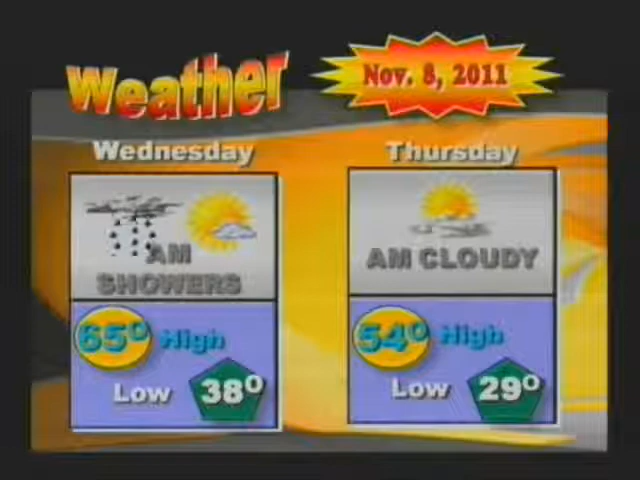 Weather
Nov. 8, 2011
Wednesday
AM
SHOWERS
65° High
Low 38°
Thursday
AM CLOUDY
54° High
Low 29°